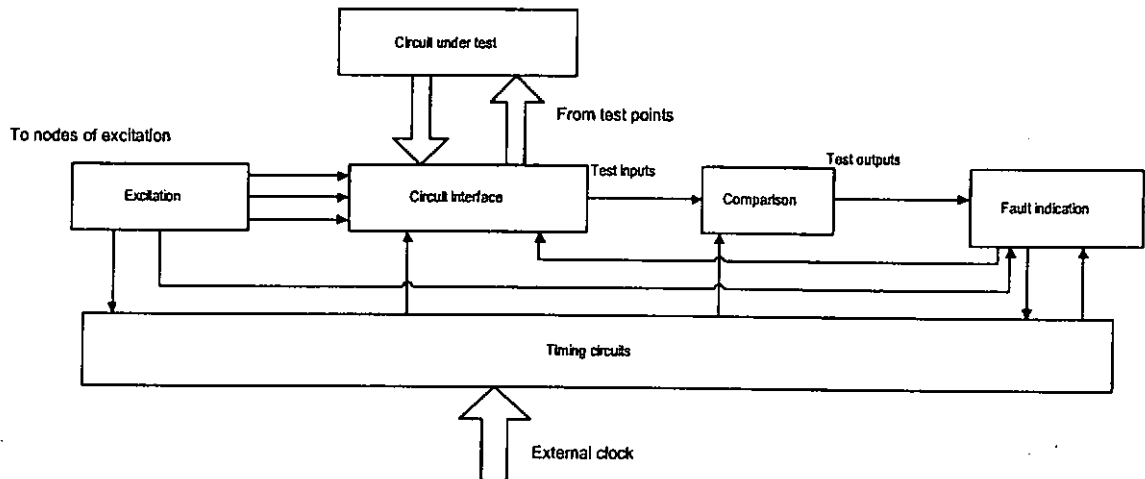 Circuit under test
From test points
To nodes of excitation
Excitation
Circuit Interface
Test inputs
Comparison
Test outputs
Fault indication
Timing circuits
External clock